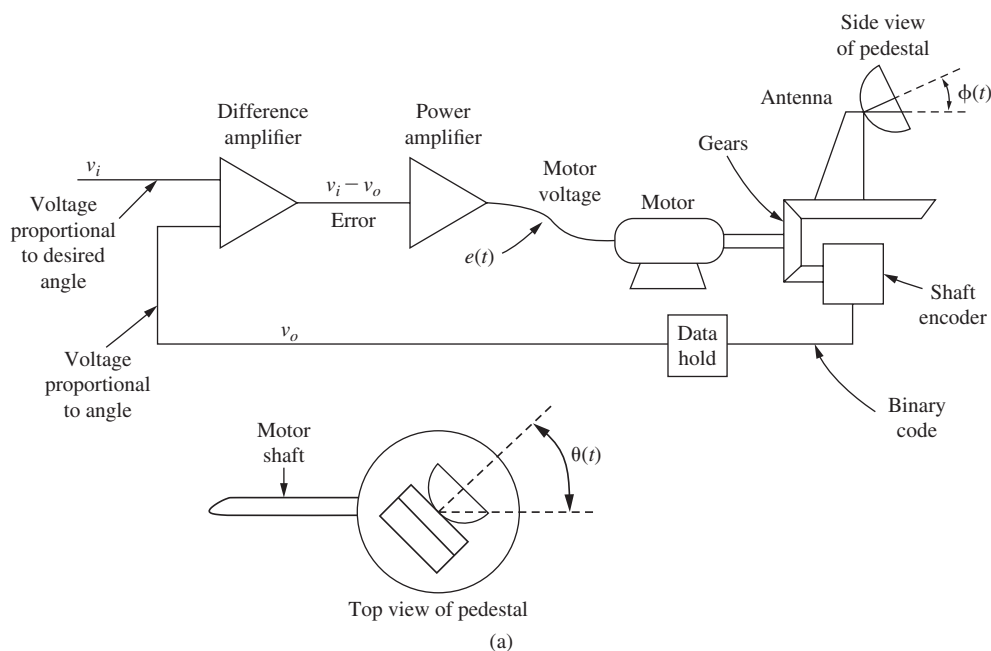 Side view
of pedestal
Antenna
ϕ(t)
Difference
amplifier
Power
amplifier
Gears
Motor
voltage
Motor
v_i
v_i − v_o
Error
Voltage
proportional
to desired
angle
e(t)
Shaft
encoder
v_o
Data
hold
Voltage
proportional
to angle
Binary
code
Motor
shaft
θ(t)
Top view of pedestal
(a)